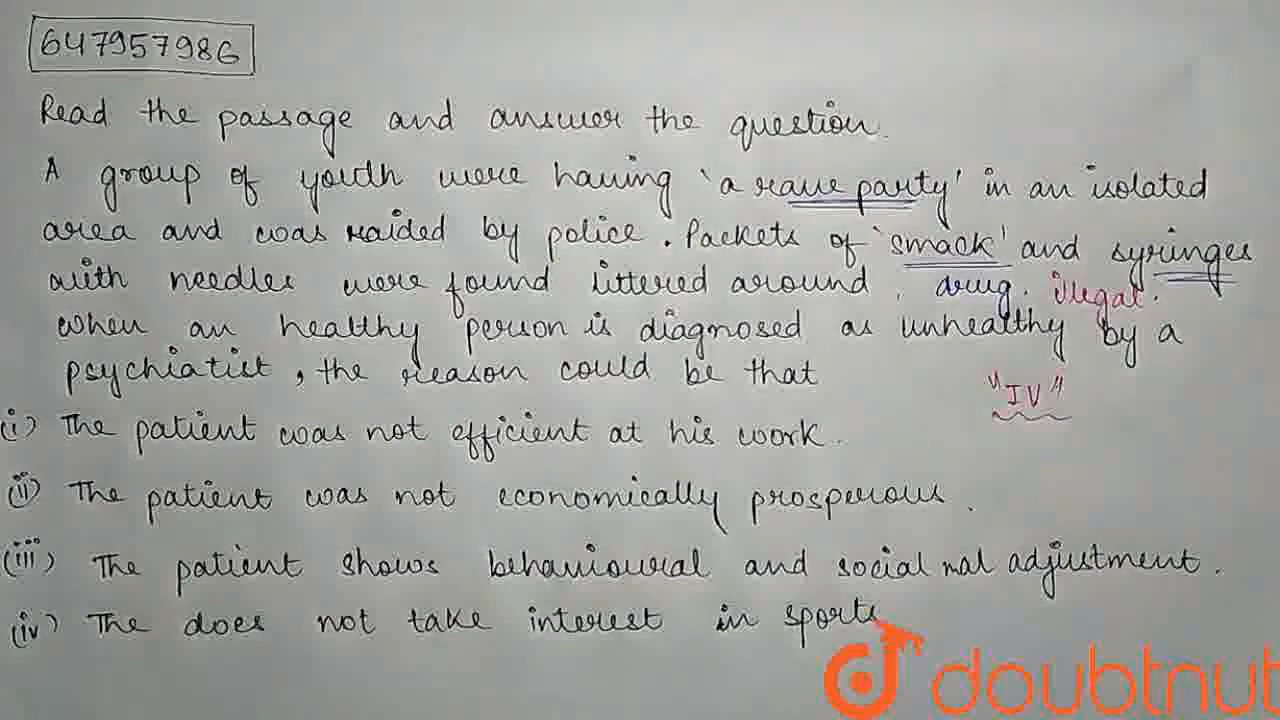 647957986
Read the passage and answer the question.
A group of youth were having 'a rave party' in an isolated
area and was raided by police. Packets of 'smack' and syringes
with needles were found littered around. drug. illegal.
When an healthy person is diagnosed as unhealthy by a
psychiatist, the reason could be that
"IV"
(i) The patient was not efficient at his work.
(ii) The patient was not economically prosperous.
(iii) The patient shows behavioural and social mal adjustment.
(iv) The does not take interest in sports
doubtnut